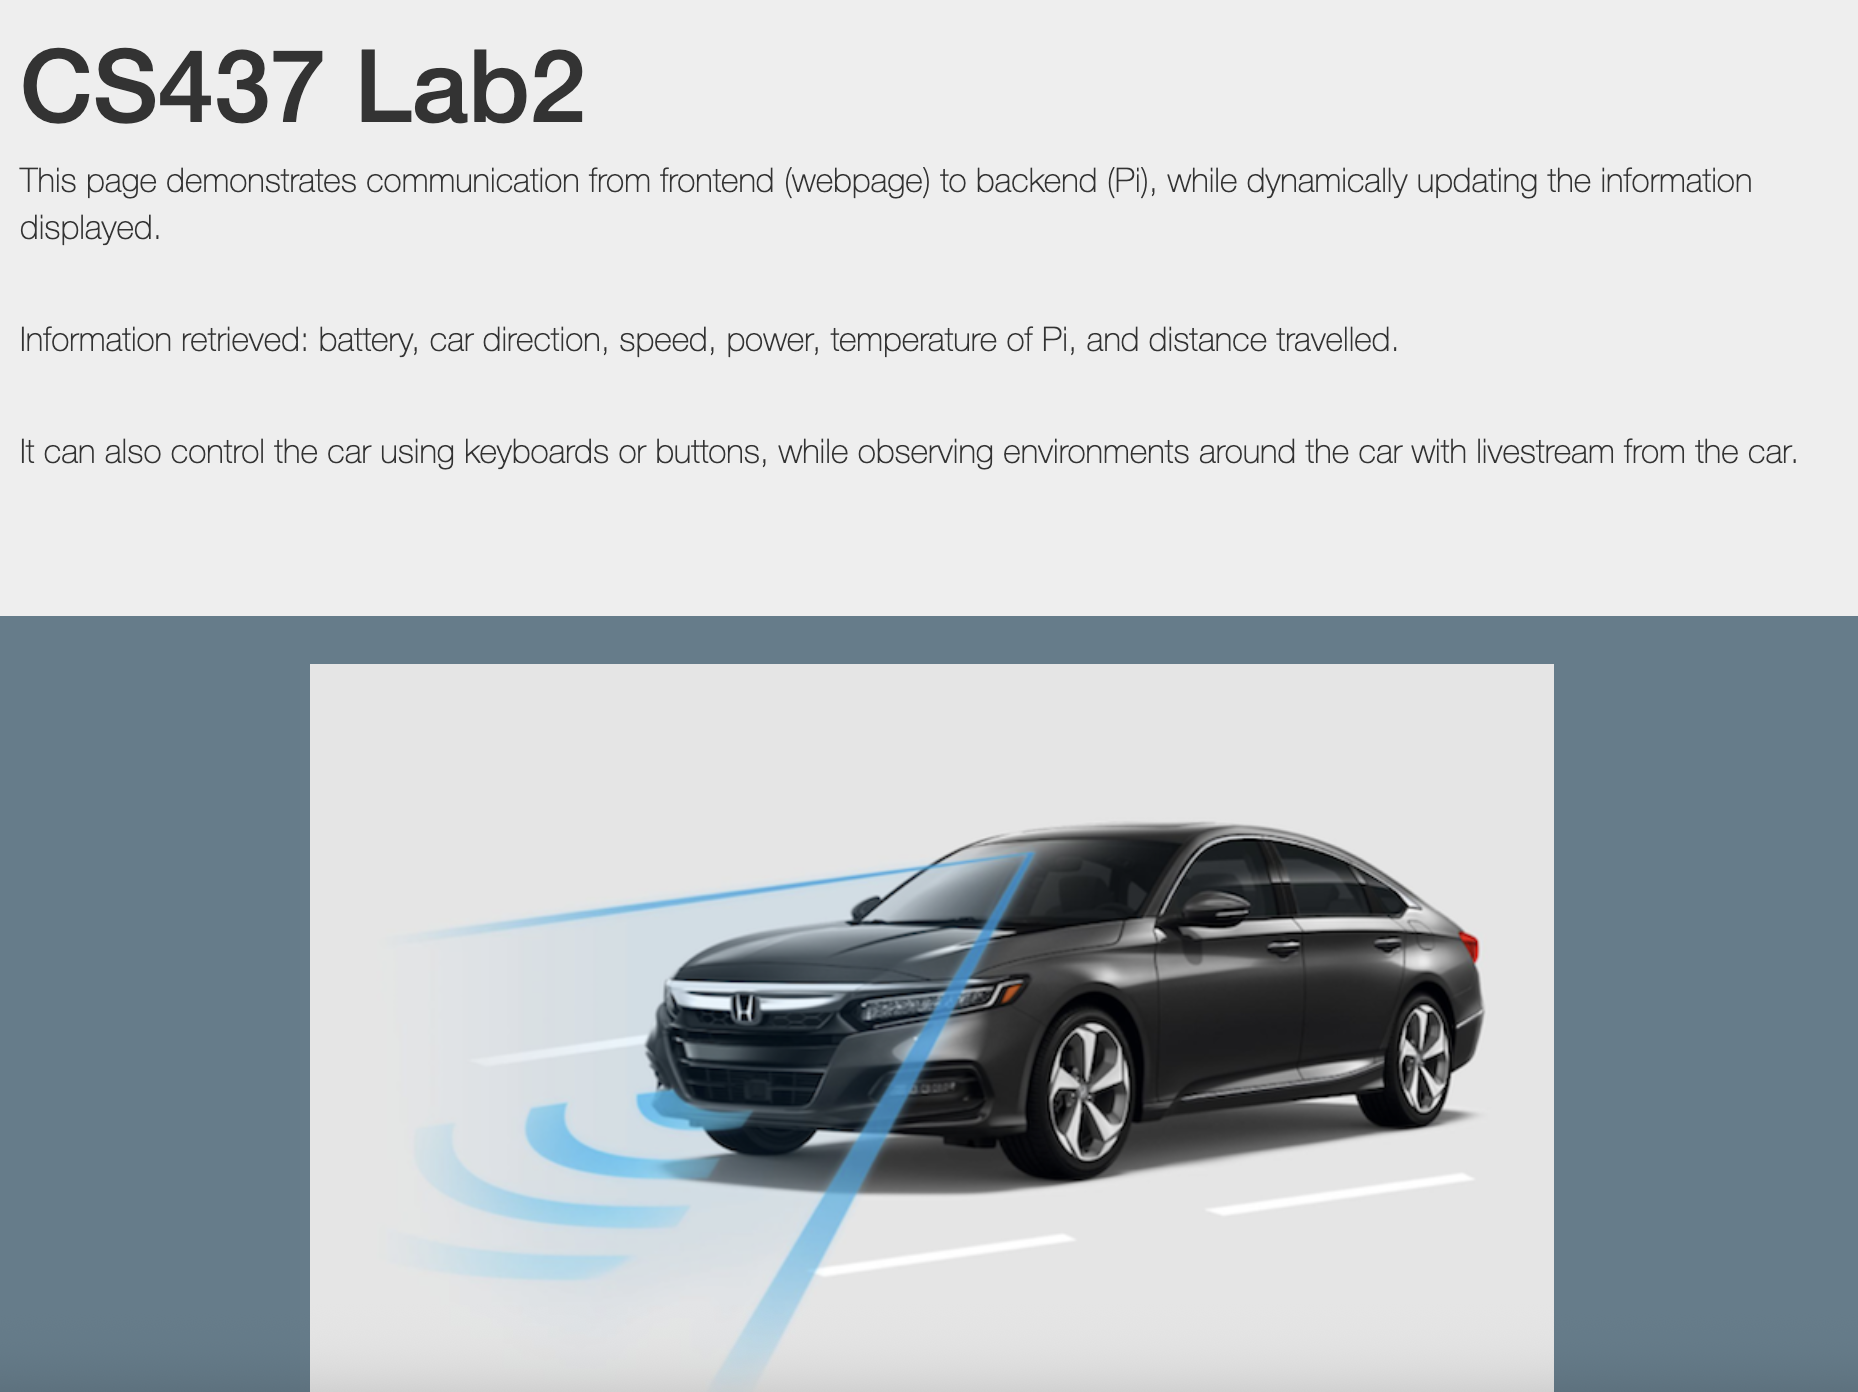 CS437 Lab2
This page demonstrates communication from frontend (webpage) to backend (Pi), while dynamically updating the information
displayed.
Information retrieved: battery, car direction, speed, power, temperature of Pi, and distance travelled.
It can also control the car using keyboards or buttons, while observing environments around the car with livestream from the car.